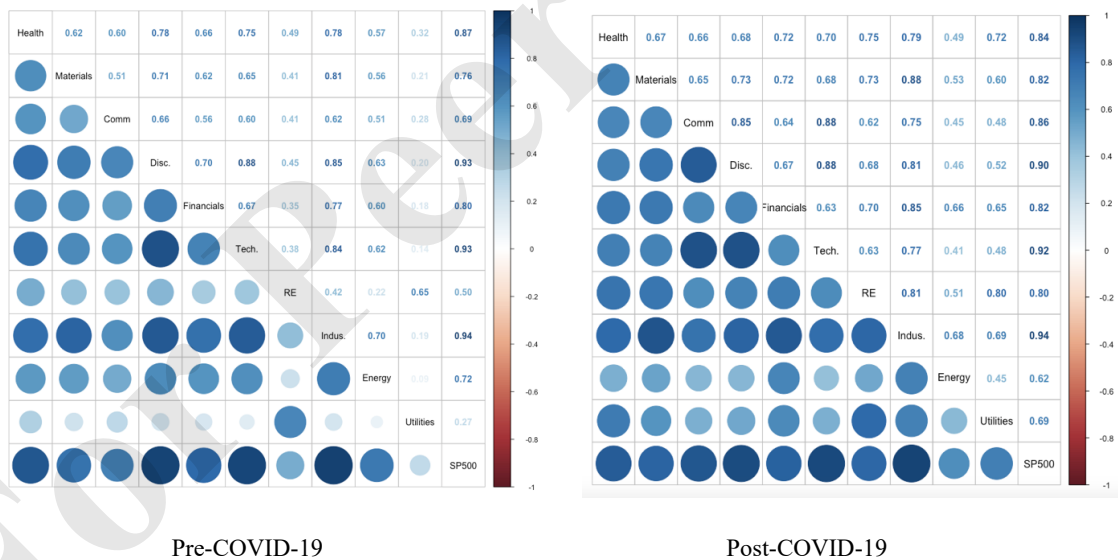 Health 0.62 0.60 0.78 0.66 0.75 0.49 0.78 0.57 0.32 0.87
Materials 0.51 0.71 0.62 0.65 0.41 0.81 0.56 0.21 0.76
Comm 0.66 0.56 0.60 0.41 0.62 0.51 0.28 0.69
Disc. 0.70 0.88 0.45 0.85 0.63 0.20 0.93
Financials 0.67 0.35 0.77 0.60 0.18 0.80
Tech. 0.38 0.84 0.62 0.14 0.93
RE 0.42 0.22 0.65 0.50
Indus. 0.70 0.19 0.94
Energy 0.05 0.72
Utilities 0.27
SP500
1
0.8
0.6
0.4
0.2
0
-0.2
-0.4
-0.6
-0.8
-1
Pre-COVID-19
Health 0.67 0.66 0.68 0.72 0.70 0.75 0.79 0.49 0.72 0.84
Materials 0.65 0.73 0.72 0.68 0.73 0.88 0.53 0.60 0.82
Comm 0.85 0.64 0.88 0.62 0.75 0.45 0.48 0.86
Disc. 0.67 0.88 0.68 0.81 0.46 0.52 0.90
Financials 0.63 0.70 0.85 0.66 0.65 0.82
Tech. 0.63 0.77 0.41 0.48 0.92
RE 0.81 0.51 0.80 0.80
Indus. 0.68 0.69 0.94
Energy 0.45 0.62
Utilities 0.69
SP500
1
0.8
0.6
0.4
0.2
0
-0.2
-0.4
-0.6
-0.8
-1
Post-COVID-19
For Peer